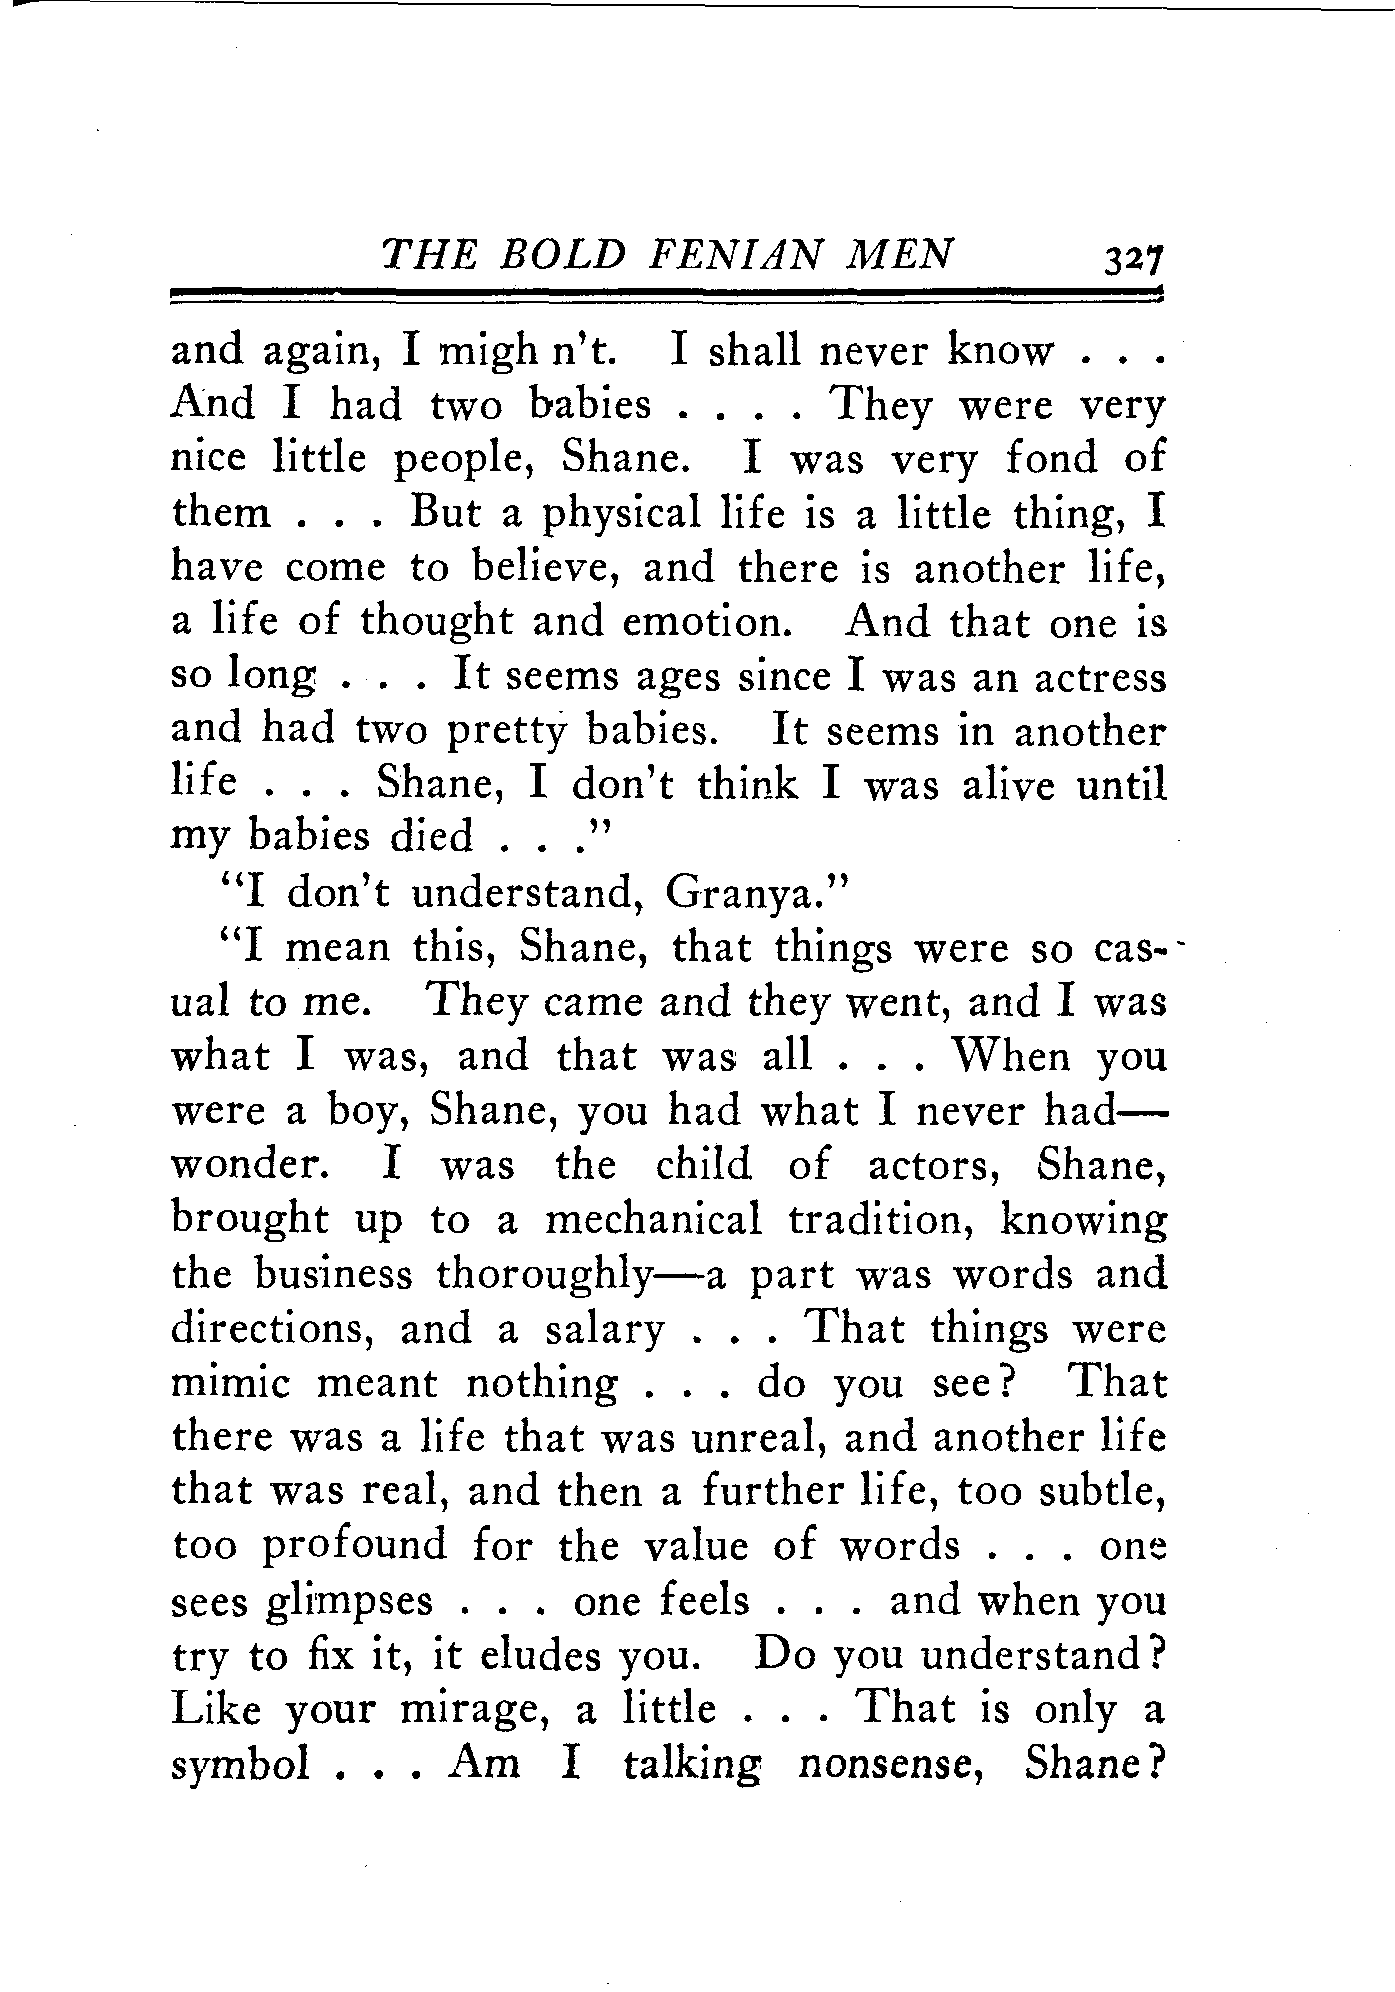 THE BOLD FENIAN MEN 327
and again, I migh n't. I shall never know . . .
And I had two babies . . . . They were very
nice little people, Shane. I was very fond of
them . . . But a physical life is a little thing, I
have come to believe, and there is another life,
a life of thought and emotion. And that one is
so long . . . It seems ages since I was an actress
and had two pretty babies. It seems in another
life . . . Shane, I don't think I was alive until
my babies died . . ."
"I don't understand, Granya."
"I mean this, Shane, that things were so cas-
ual to me. They came and they went, and I was
what I was, and that was all . . . When you
were a boy, Shane, you had what I never had—
wonder. I was the child of actors, Shane,
brought up to a mechanical tradition, knowing
the business thoroughly—a part was words and
directions, and a salary . . . That things were
mimic meant nothing . . . do you see? That
there was a life that was unreal, and another life
that was real, and then a further life, too subtle,
too profound for the value of words . . . one
sees glimpses . . . one feels . . . and when you
try to fix it, it eludes you. Do you understand?
Like your mirage, a little . . . That is only a
symbol . . . Am I talking nonsense, Shane?